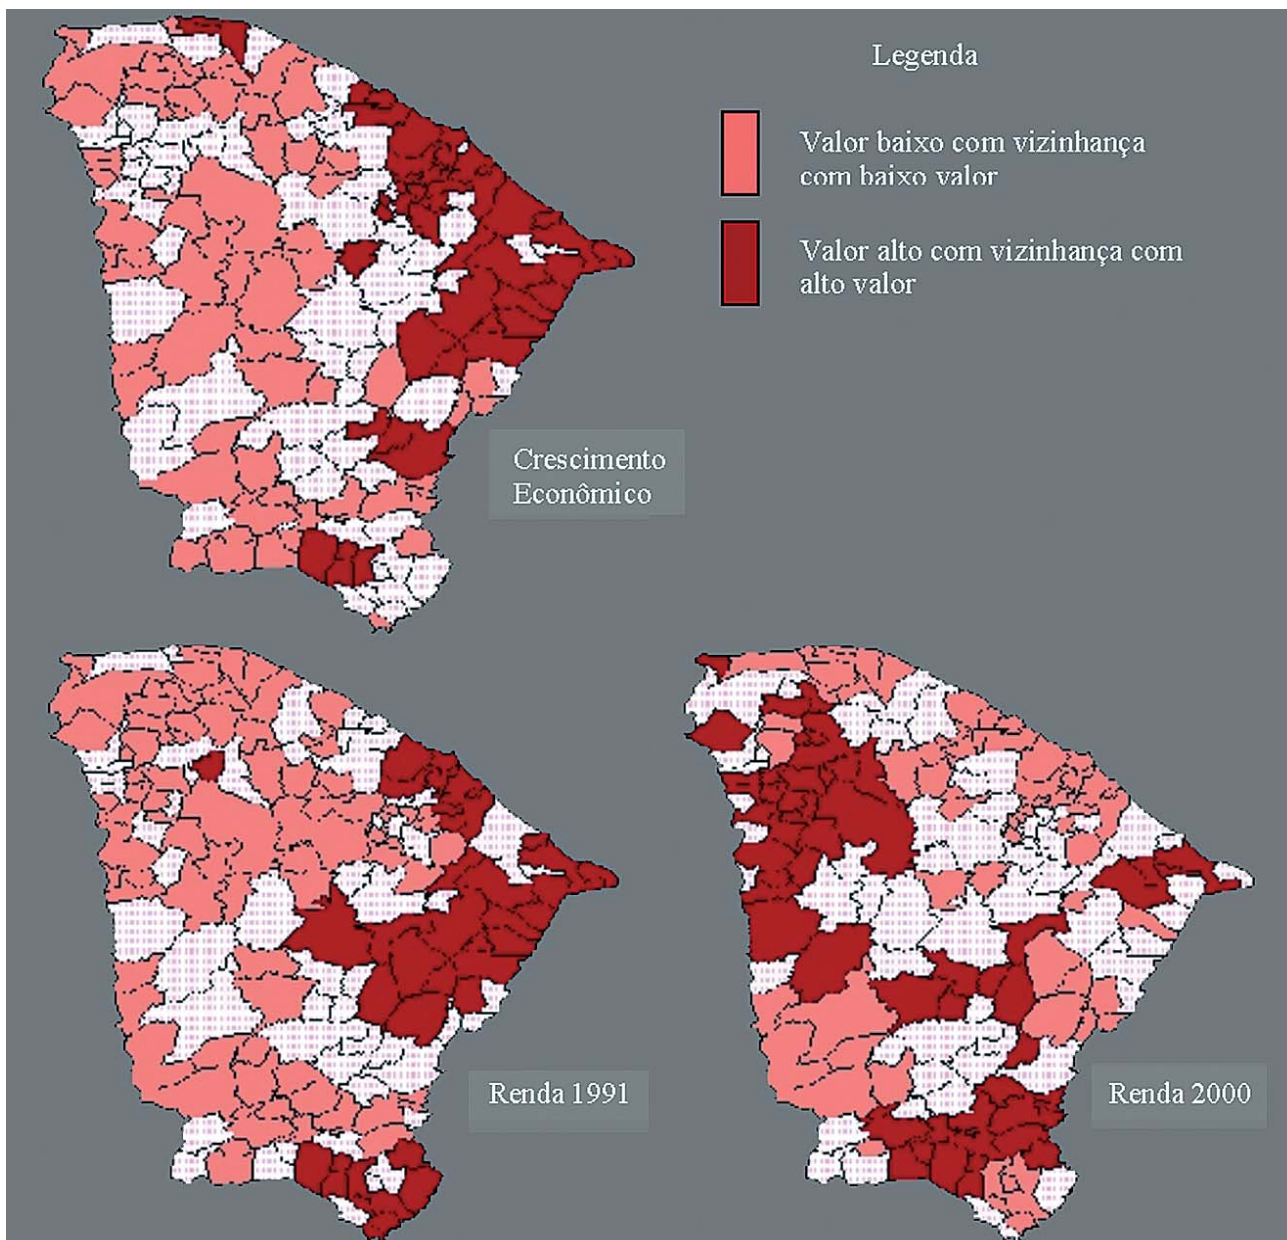 Legenda
Valor baixo com vizinhança
com baixo valor
Valor alto com vizinhança com
alto valor
Crescimento
Econômico
Renda 1991
Renda 2000